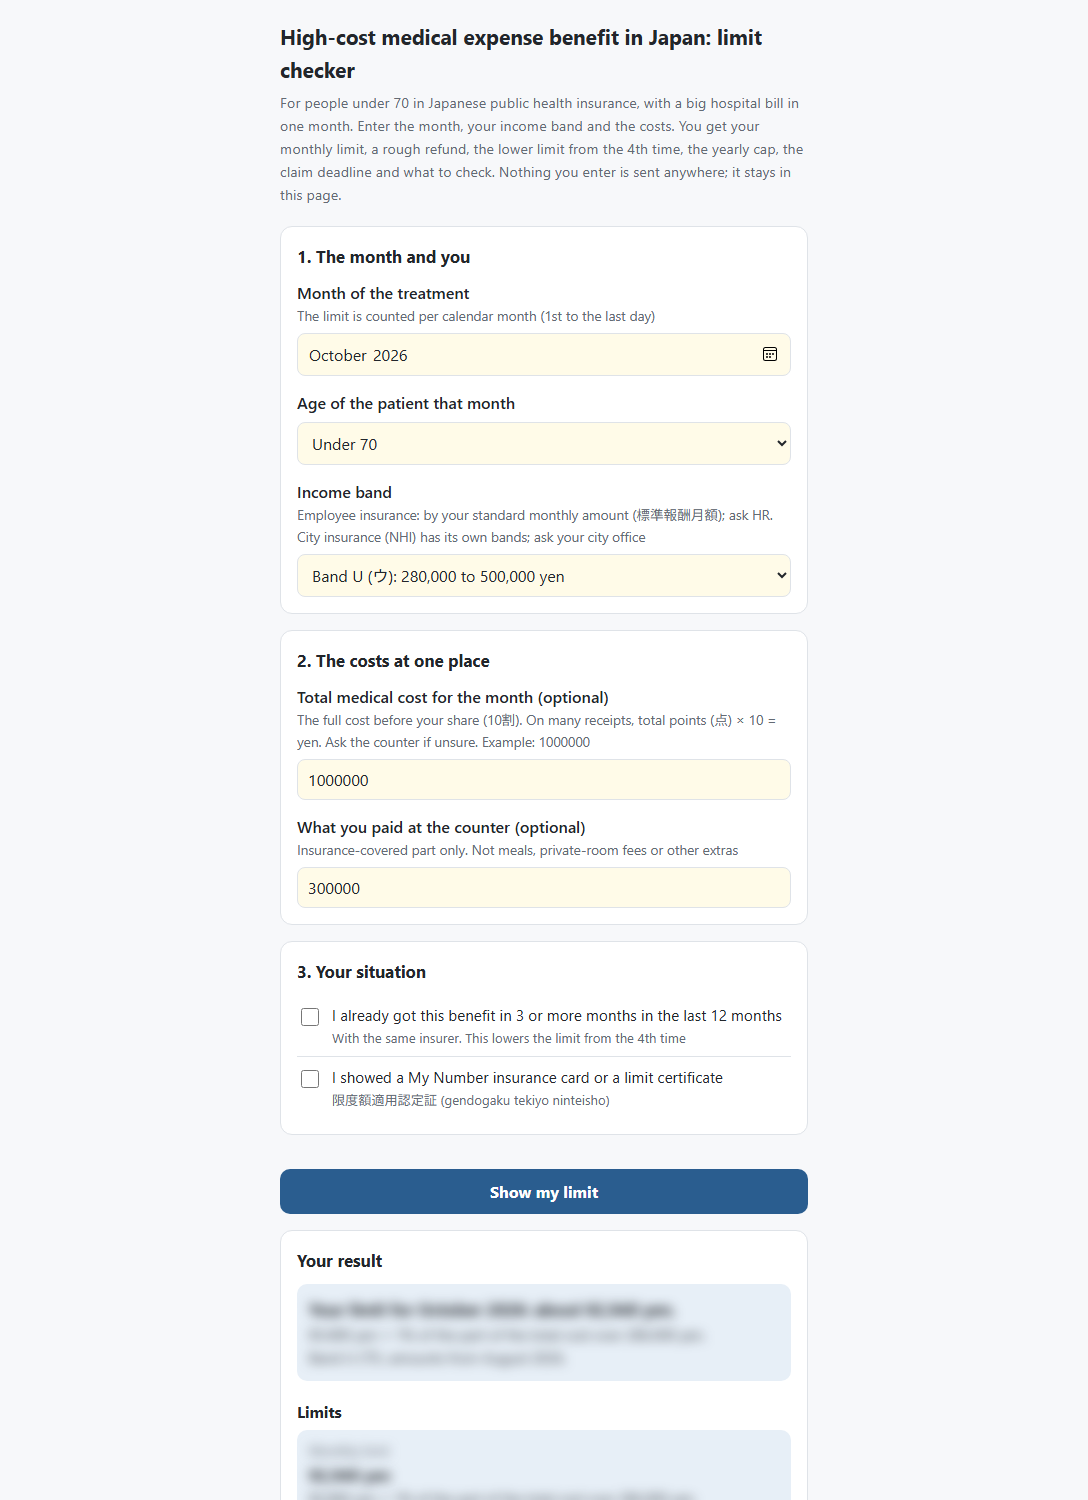 High-cost medical expense benefit in Japan: limit
checker
For people under 70 in Japanese public health insurance, with a big hospital bill in
one month. Enter the month, your income band and the costs. You get your
monthly limit, a rough refund, the lower limit from the 4th time, the yearly cap, the
claim deadline and what to check. Nothing you enter is sent anywhere; it stays in
this page.
1. The month and you
Month of the treatment
The limit is counted per calendar month (1st to the last day)
October 2026
Age of the patient that month
Under 70
Income band
Employee insurance: by your standard monthly amount (標準報酬月額); ask HR.
City insurance (NHI) has its own bands; ask your city office
Band U (ウ): 280,000 to 500,000 yen
2. The costs at one place
Total medical cost for the month (optional)
The full cost before your share (10割). On many receipts, total points (点) × 10 =
yen. Ask the counter if unsure. Example: 1000000
1000000
What you paid at the counter (optional)
Insurance-covered part only. Not meals, private-room fees or other extras
300000
3. Your situation
I already got this benefit in 3 or more months in the last 12 months
With the same insurer. This lowers the limit from the 4th time
I showed a My Number insurance card or a limit certificate
限度額適用認定証 (gendogaku tekiyo ninteisho)
Show my limit
Your result
Limits